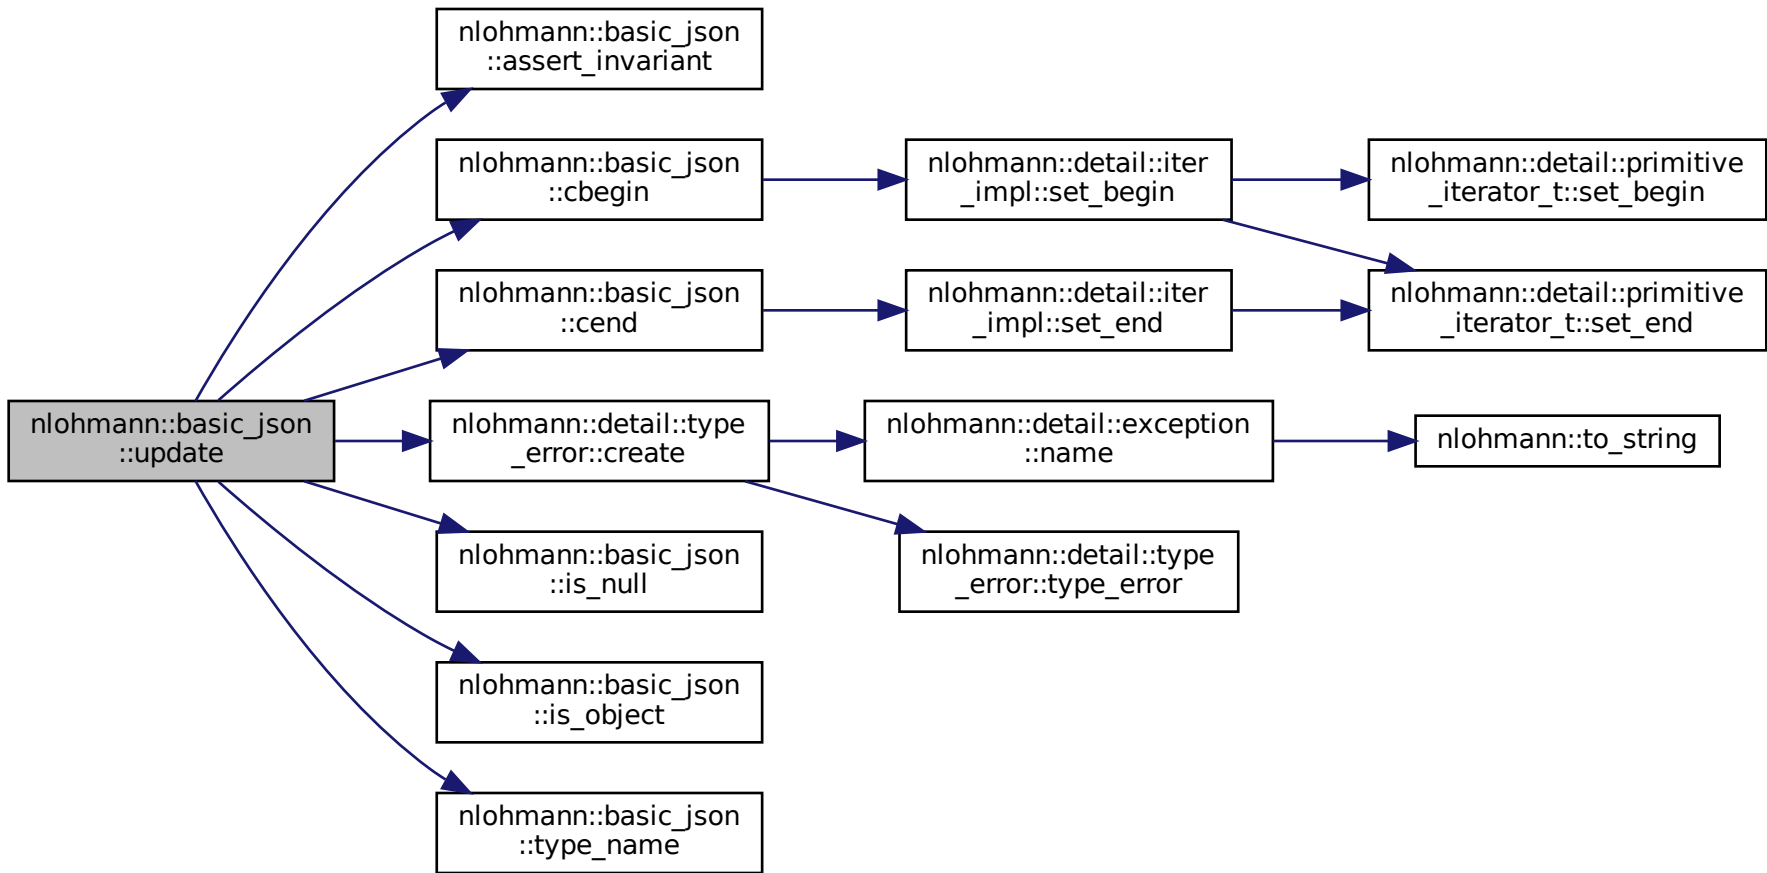 nlohmann::basic_json
::assert_invariant
nlohmann::basic_json
::cbegin
nlohmann::detail::iter
_impl::set_begin
nlohmann::detail::primitive
_iterator_t::set_begin
nlohmann::basic_json
::cend
nlohmann::detail::iter
_impl::set_end
nlohmann::detail::primitive
_iterator_t::set_end
nlohmann::basic_json
::update
nlohmann::detail::type
_error::create
nlohmann::detail::exception
::name
nlohmann::to_string
nlohmann::basic_json
::is_null
nlohmann::detail::type
_error::type_error
nlohmann::basic_json
::is_object
nlohmann::basic_json
::type_name